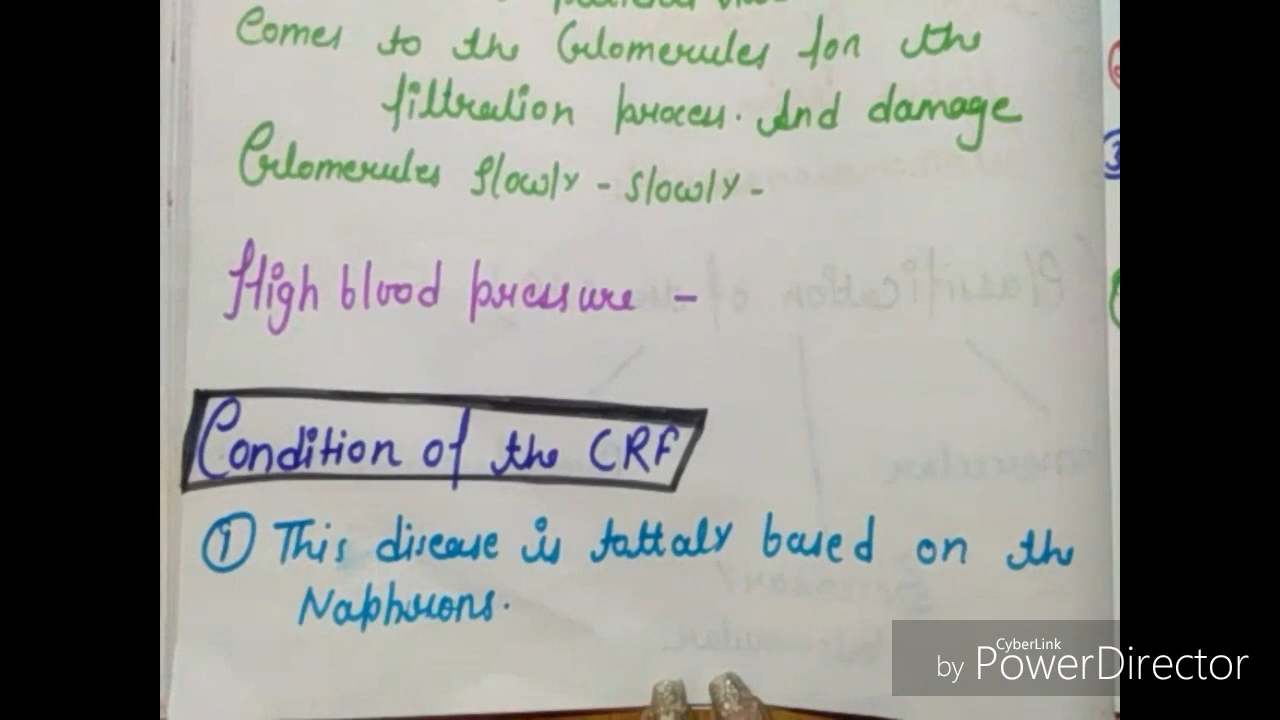 Comes to the Glomerules for the
filtration process. And damage
Glomerules slowly - slowly -
High blood pressure -
Condition of the CRF
① This disease is tottaly based on the
Naphrons.
CyberLink
by PowerDirector